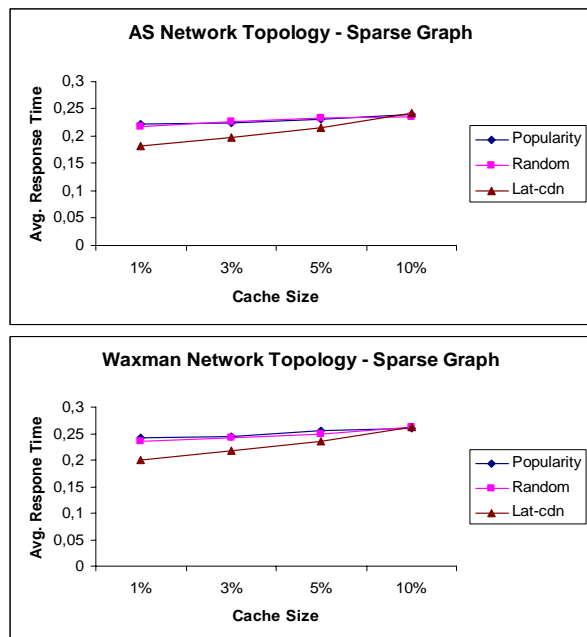 AS Network Topology - Sparse Graph
Avg. Response Time
0,3
0,25
0,2
0,15
0,1
0,05
0
1% 3% 5% 10%
Cache Size
Popularity
Random
Lat-cdn
Waxman Network Topology - Sparse Graph
Avg. Respone Time
0,3
0,25
0,2
0,15
0,1
0,05
0
1% 3% 5% 10%
Cache Size
Popularity
Random
Lat-cdn